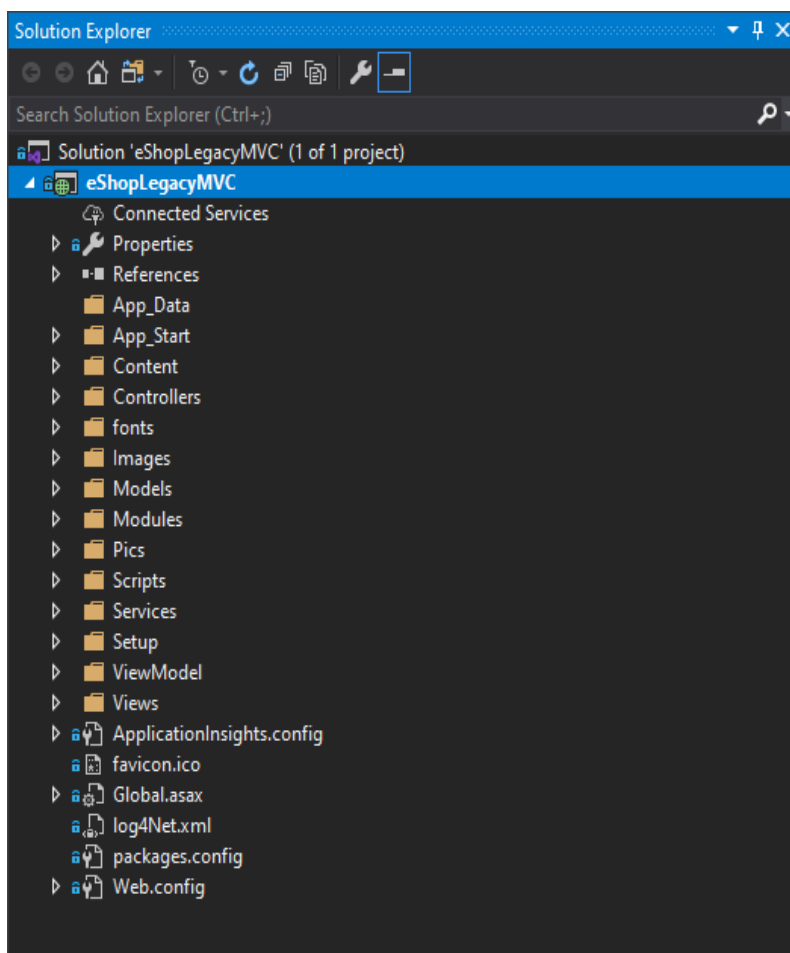 Solution Explorer
Search Solution Explorer (Ctrl+;)
Solution 'eShopLegacyMVC' (1 of 1 project)
eShopLegacyMVC
Connected Services
Properties
References
App_Data
App_Start
Content
Controllers
fonts
Images
Models
Modules
Pics
Scripts
Services
Setup
ViewModel
Views
ApplicationInsights.config
favicon.ico
Global.asax
log4Net.xml
packages.config
Web.config